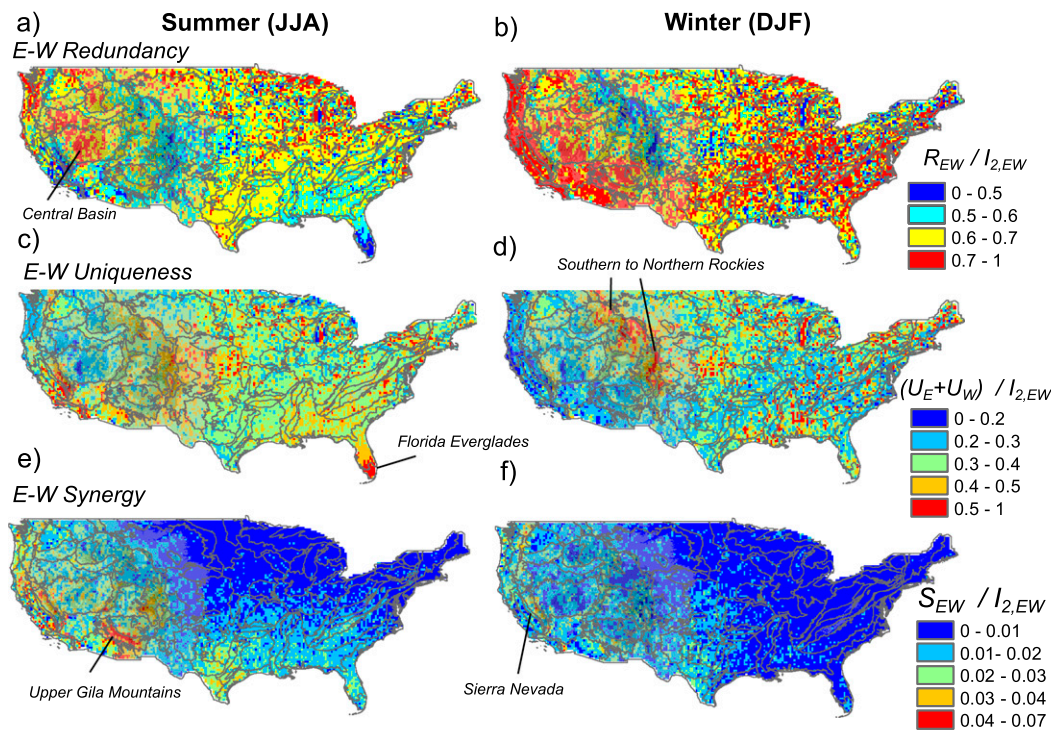 a)
Summer (JJA)
b)
Winter (DJF)
E-W Redundancy
Central Basin
R_EW / I_2,EW
0 - 0.5
0.5 - 0.6
0.6 - 0.7
0.7 - 1
c)
E-W Uniqueness
d)
Southern to Northern Rockies
Florida Everglades
(U_E+U_W) / I_2,EW
0 - 0.2
0.2 - 0.3
0.3 - 0.4
0.4 - 0.5
0.5 - 1
e)
f)
E-W Synergy
Upper Gila Mountains
Sierra Nevada
S_EW / I_2,EW
0 - 0.01
0.01- 0.02
0.02 - 0.03
0.03 - 0.04
0.04 - 0.07